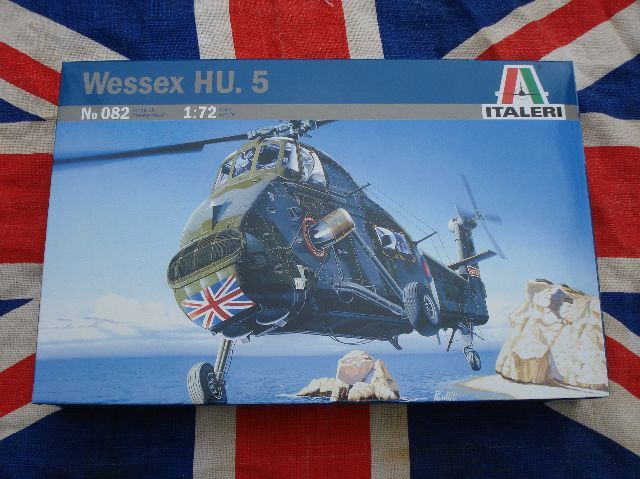 Wessex HU. 5
No 082
1:72
ITALERI